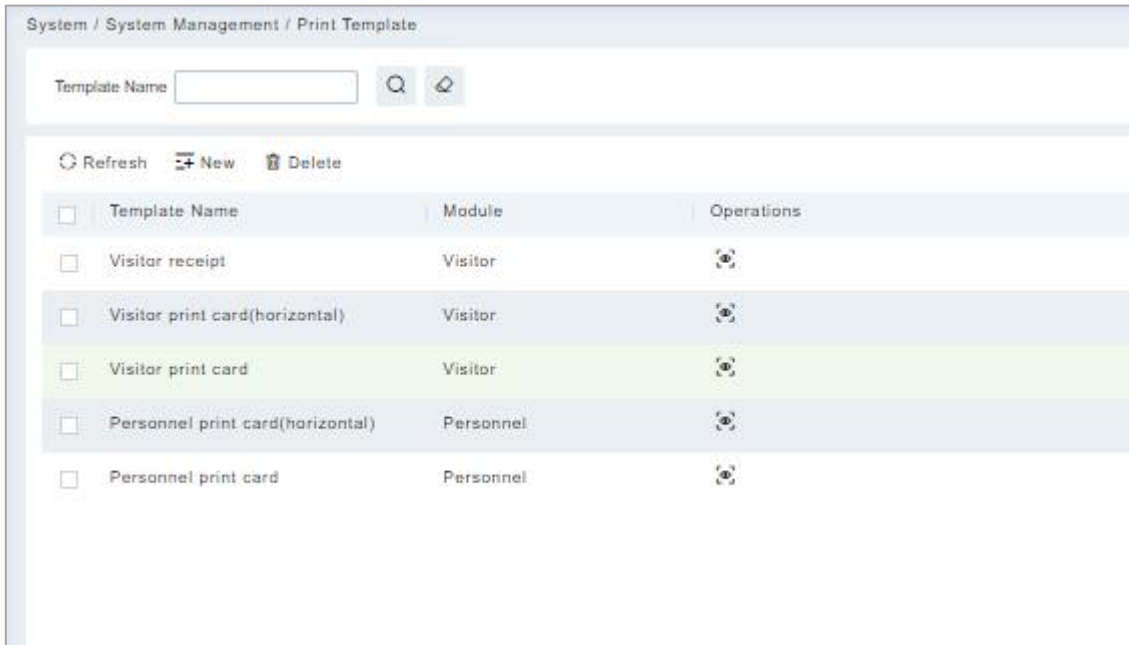 System / System Management / Print Template
Template Name
Refresh New Delete
Template Name Module Operations
Visitor receipt Visitor
Visitor print card(horizontal) Visitor
Visitor print card Visitor
Personnel print card(horizontal) Personnel
Personnel print card Personnel